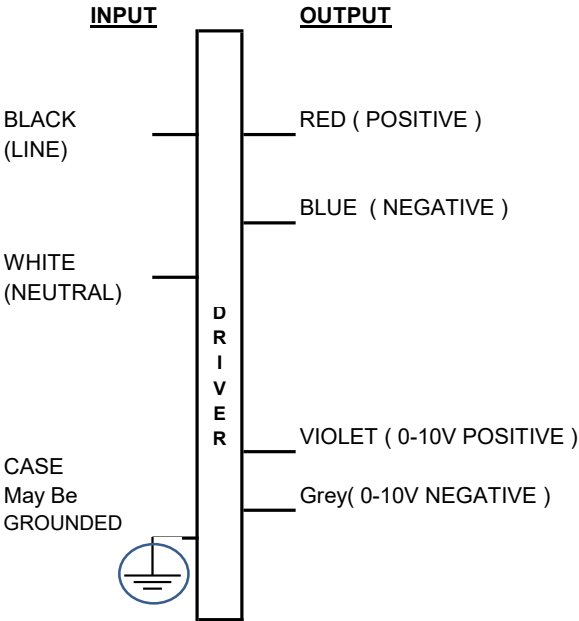 INPUT
OUTPUT
BLACK
(LINE)
RED ( POSITIVE )
BLUE ( NEGATIVE )
WHITE
(NEUTRAL)
D
R
I
V
E
R
VIOLET ( 0-10V POSITIVE )
CASE
May Be
GROUNDED
Grey( 0-10V NEGATIVE )